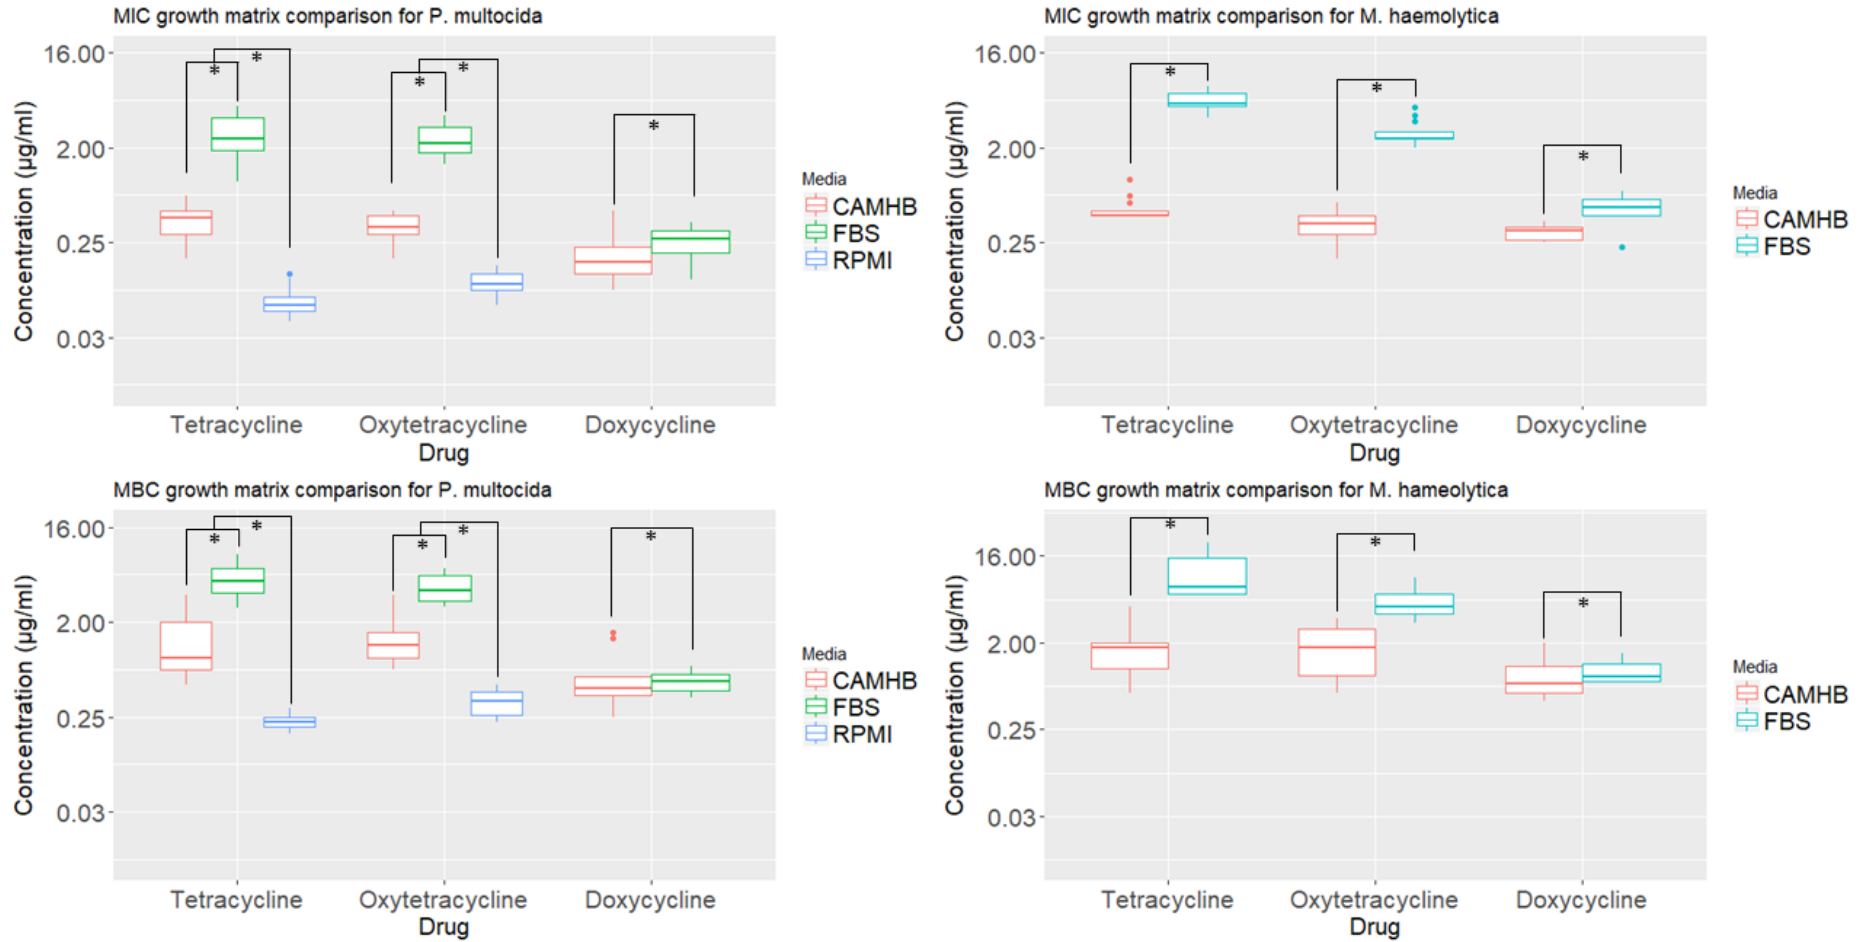 MIC growth matrix comparison for P. multocida
16.00
2.00
0.25
0.03
Concentration (µg/ml)
* * * * *
Tetracycline Oxytetracycline Doxycycline
Drug
Media
CAMHB
FBS
RPMI
MIC growth matrix comparison for M. haemolytica
16.00
2.00
0.25
0.03
Concentration (µg/ml)
* * *
Tetracycline Oxytetracycline Doxycycline
Drug
Media
CAMHB
FBS
MBC growth matrix comparison for P. multocida
16.00
2.00
0.25
0.03
Concentration (µg/ml)
* * * * *
Tetracycline Oxytetracycline Doxycycline
Drug
Media
CAMHB
FBS
RPMI
MBC growth matrix comparison for M. hameolytica
16.00
2.00
0.25
0.03
Concentration (µg/ml)
* * *
Tetracycline Oxytetracycline Doxycycline
Drug
Media
CAMHB
FBS